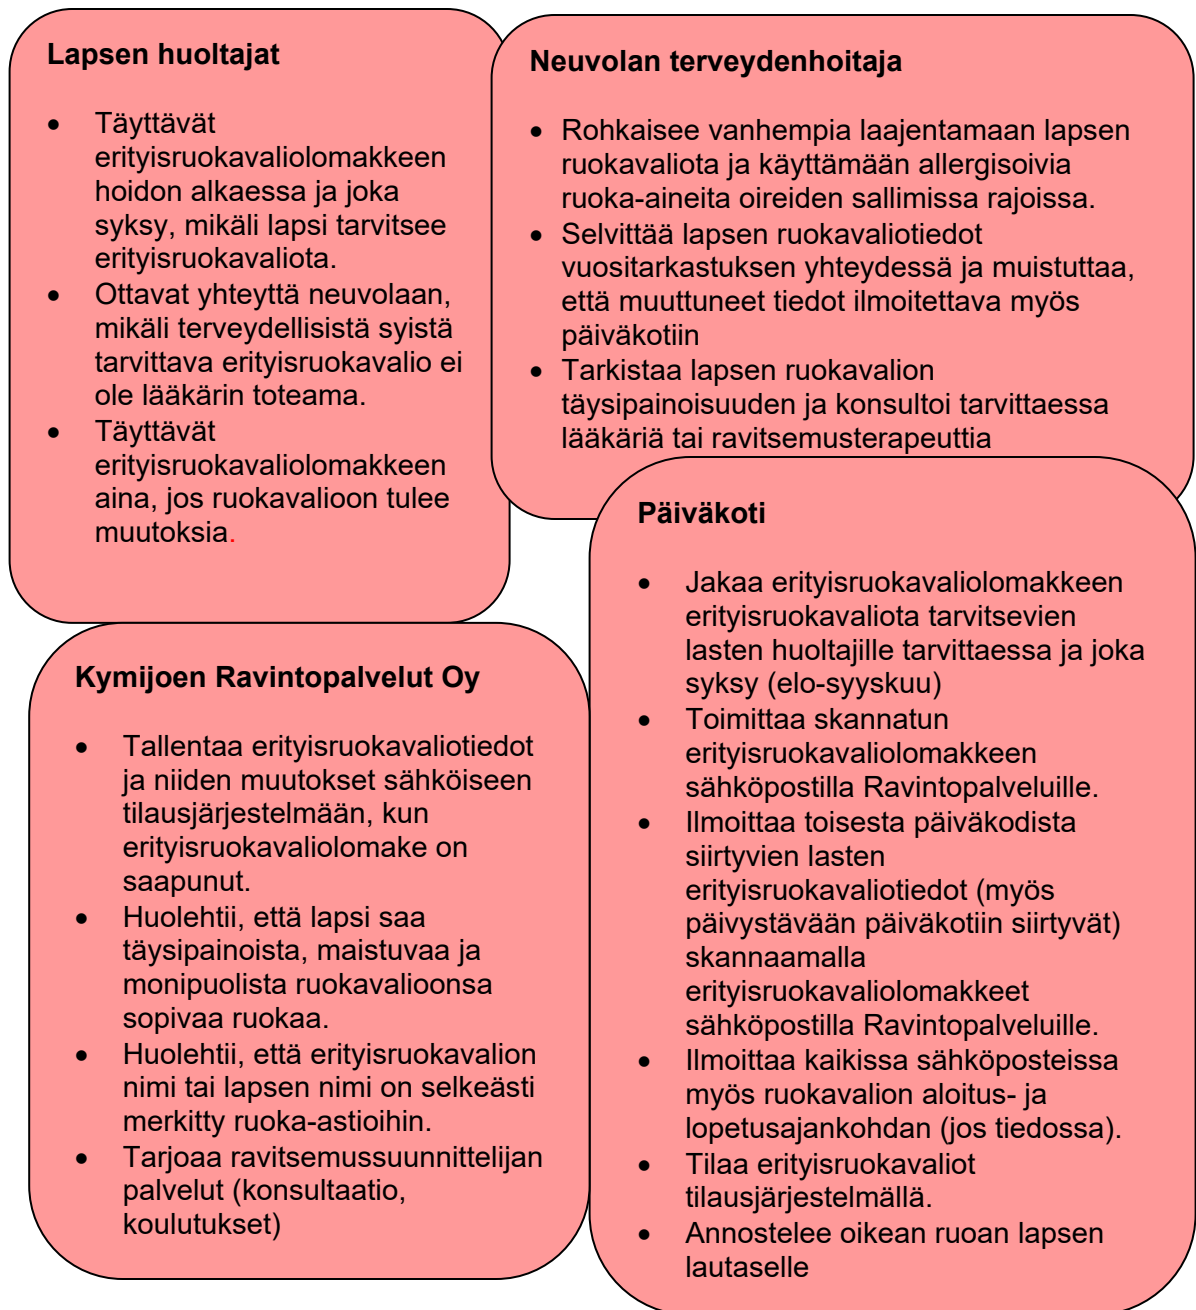 Lapsen huoltajat
• Täyttävät
erityisruokavaliolomakkeen
hoidon alkaessa ja joka
syksy, mikäli lapsi tarvitsee
erityisruokavaliota.
• Ottavat yhteyttä neuvolaan,
mikäli terveydellisistä syistä
tarvittava erityisruokavalio ei
ole lääkärin toteama.
• Täyttävät
erityisruokavaliolomakkeen
aina, jos ruokavalioon tulee
muutoksia.
Neuvolan terveydenhoitaja
• Rohkaisee vanhempia laajentamaan lapsen
ruokavaliota ja käyttämään allergisoivia
ruoka-aineita oireiden sallimissa rajoissa.
• Selvittää lapsen ruokavaliotiedot
vuositarkastuksen yhteydessä ja muistuttaa,
että muuttuneet tiedot ilmoitettava myös
päiväkotiin
• Tarkistaa lapsen ruokavalion
täysipainoisuuden ja konsultoi tarvittaessa
lääkäriä tai ravitsemusterapeuttia
Kymijoen Ravintopalvelut Oy
• Tallentaa erityisruokavaliotiedot
ja niiden muutokset sähköiseen
tilausjärjestelmään, kun
erityisruokavaliolomake on
saapunut.
• Huolehtii, että lapsi saa
täysipainoista, maistuvaa ja
monipuolista ruokavalioonsa
sopivaa ruokaa.
• Huolehtii, että erityisruokavalion
nimi tai lapsen nimi on selkeästi
merkitty ruoka-astioihin.
• Tarjoaa ravitsemussuunnittelijan
palvelut (konsultaatio,
koulutukset)
Päiväkoti
• Jakaa erityisruokavaliolomakkeen
erityisruokavaliota tarvitsevien
lasten huoltajille tarvittaessa ja joka
syksy (elo-syyskuu)
• Toimittaa skannatun
erityisruokavaliolomakkeen
sähköpostilla Ravintopalveluille.
• Ilmoittaa toisesta päiväkodista
siirtyvien lasten
erityisruokavaliotiedot (myös
päivystävään päiväkotiin siirtyvät)
skannaamalla
erityisruokavaliolomakkeet
sähköpostilla Ravintopalveluille.
• Ilmoittaa kaikissa sähköposteissa
myös ruokavalion aloitus- ja
lopetusajankohdan (jos tiedossa).
• Tilaa erityisruokavaliot
tilausjärjestelmällä.
• Annostelee oikean ruoan lapsen
lautaselle